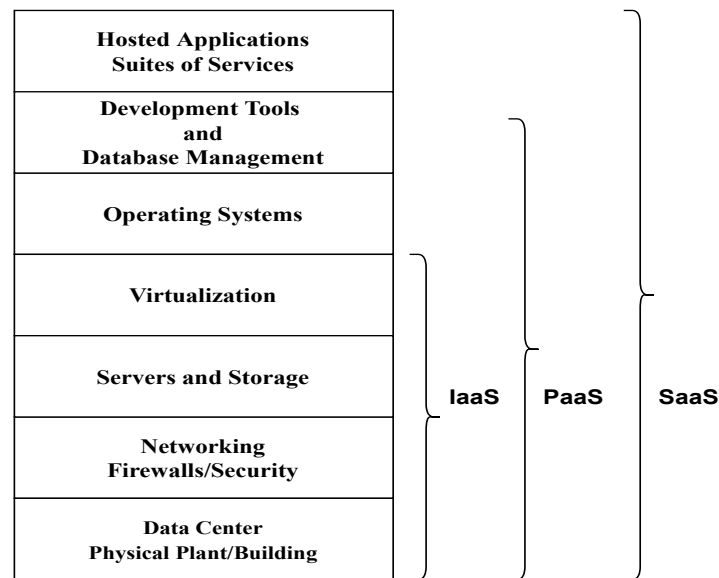 Hosted Applications
Suites of Services
Development Tools
and
Database Management
Operating Systems
Virtualization
Servers and Storage
Networking
Firewalls/Security
Data Center
Physical Plant/Building
IaaS
PaaS
SaaS